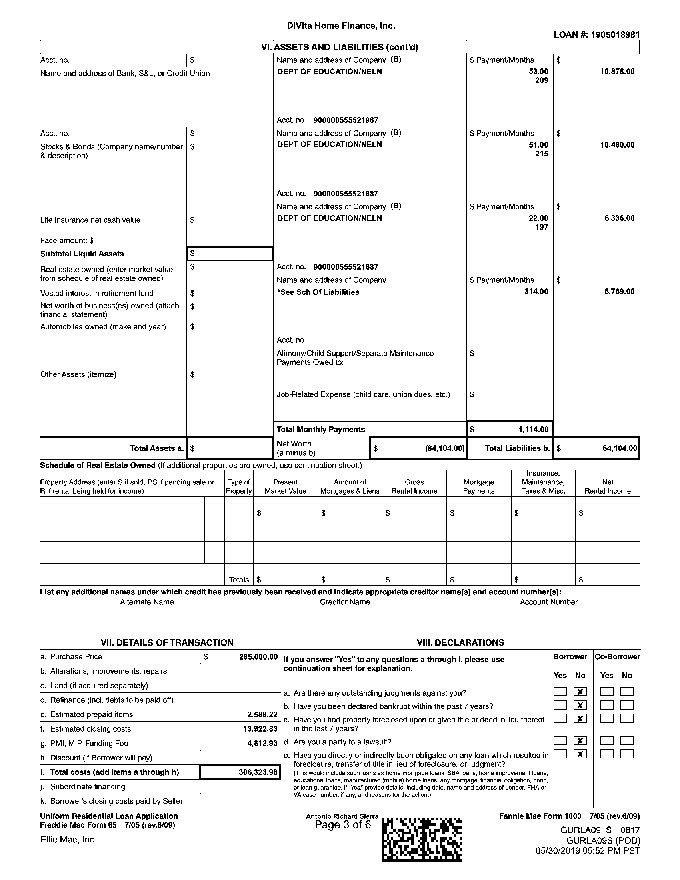 DiVita Home Finance, Inc.
LOAN #: 1905018981
VI. ASSETS AND LIABILITIES (cont'd)
Acct. no. $ Name and address of Company (B) $ Payment/Months $
Name and address of Bank, S&L, or Credit Union DEPT OF EDUCATION/NELN 53.00 10,876.00
209
Acct. no. 900000555521987
Acct. no. $ Name and address of Company (B) $ Payment/Months $
Stocks & Bonds (Company name/number $ DEPT OF EDUCATION/NELN 51.00
& description) 215
Acct. no. 900000555521887
Name and address of Company (B) $ Payment/Months $
Life insurance net cash value $ DEPT OF EDUCATION/NELN 22.00 6,336.00
197
Face amount: $
Subtotal Liquid Assets $
Real estate owned (enter market value $ Acct. no. 900000555521887
from schedule of real estate owned) Name and address of Company $ Payment/Months $
Vested interest in retirement fund $ *See Sch Of Liabilities 314.00 6,769.00
Net worth of business(es) owned (attach $
financial statement)
Automobiles owned (make and year) $
Acct. no.
Alimony/Child Support/Separate Maintenance $
Payments Owed to:
Other Assets (itemize) $
Job-Related Expense (child care, union dues, etc.) $
Total Monthly Payments $ 1,114.00
Total Assets a. $ Net Worth $ (64,104.00) Total Liabilities b. $ 64,104.00
(a minus b)
Schedule of Real Estate Owned (If additional properties are owned, use continuation sheet.)
Property Address (enter S if sold, PS if pending sale or R if rental being held for income) Type of Property Present Market Value Amount of Mortgages & Liens Gross Rental Income Mortgage Payments Insurance, Maintenance, Taxes & Misc. Net Rental Income
$ $ $ $ $ $
Totals $ $ $ $ $ $
List any additional names under which credit has previously been received and indicate appropriate creditor name(s) and account number(s):
Alternate Name Creditor Name Account Number
VII. DETAILS OF TRANSACTION
a. Purchase Price $ 285,000.00
b. Alterations, improvements, repairs
c. Land (if acquired separately)
d. Refinance (incl. debts to be paid off)
e. Estimated prepaid items 2,588.22
f. Estimated closing costs 13,922.83
g. PMI, MIP, Funding Fee 4,812.93
h. Discount (if Borrower will pay)
i. Total costs (add items a through h) 306,323.98
j. Subordinate financing
k. Borrower's closing costs paid by Seller
VIII. DECLARATIONS
If you answer "Yes" to any questions a through i, please use Borrower Co-Borrower
continuation sheet for explanation. Yes No Yes No
a. Are there any outstanding judgments against you? X
b. Have you been declared bankrupt within the past 7 years? X
c. Have you had property foreclosed upon or given title or deed in lieu thereof X
in the last 7 years?
d. Are you a party to a lawsuit? X
e. Have you directly or indirectly been obligated on any loan which resulted in X
foreclosure, transfer of title in lieu of foreclosure, or judgment?
(This would include such loans as home mortgage loans, SBA loans, home improvement loans,
educational loans, manufactured (mobile) home loans, any mortgage, financial obligation, bond,
or loan guarantee. If "Yes," provide details, including date, name and address of Lender, FHA or
VA case number, if any, and reasons for the action.)
Uniform Residential Loan Application
Freddie Mac Form 65 7/05 (rev.6/09)
Antonio Richard Sierra
Page 3 of 6
Fannie Mae Form 1003 7/05 (rev.6/09)
Ellie Mae, Inc.
GURLA09_S 0817
GURLA09S (POD)
05/30/2019 05:52 PM PST